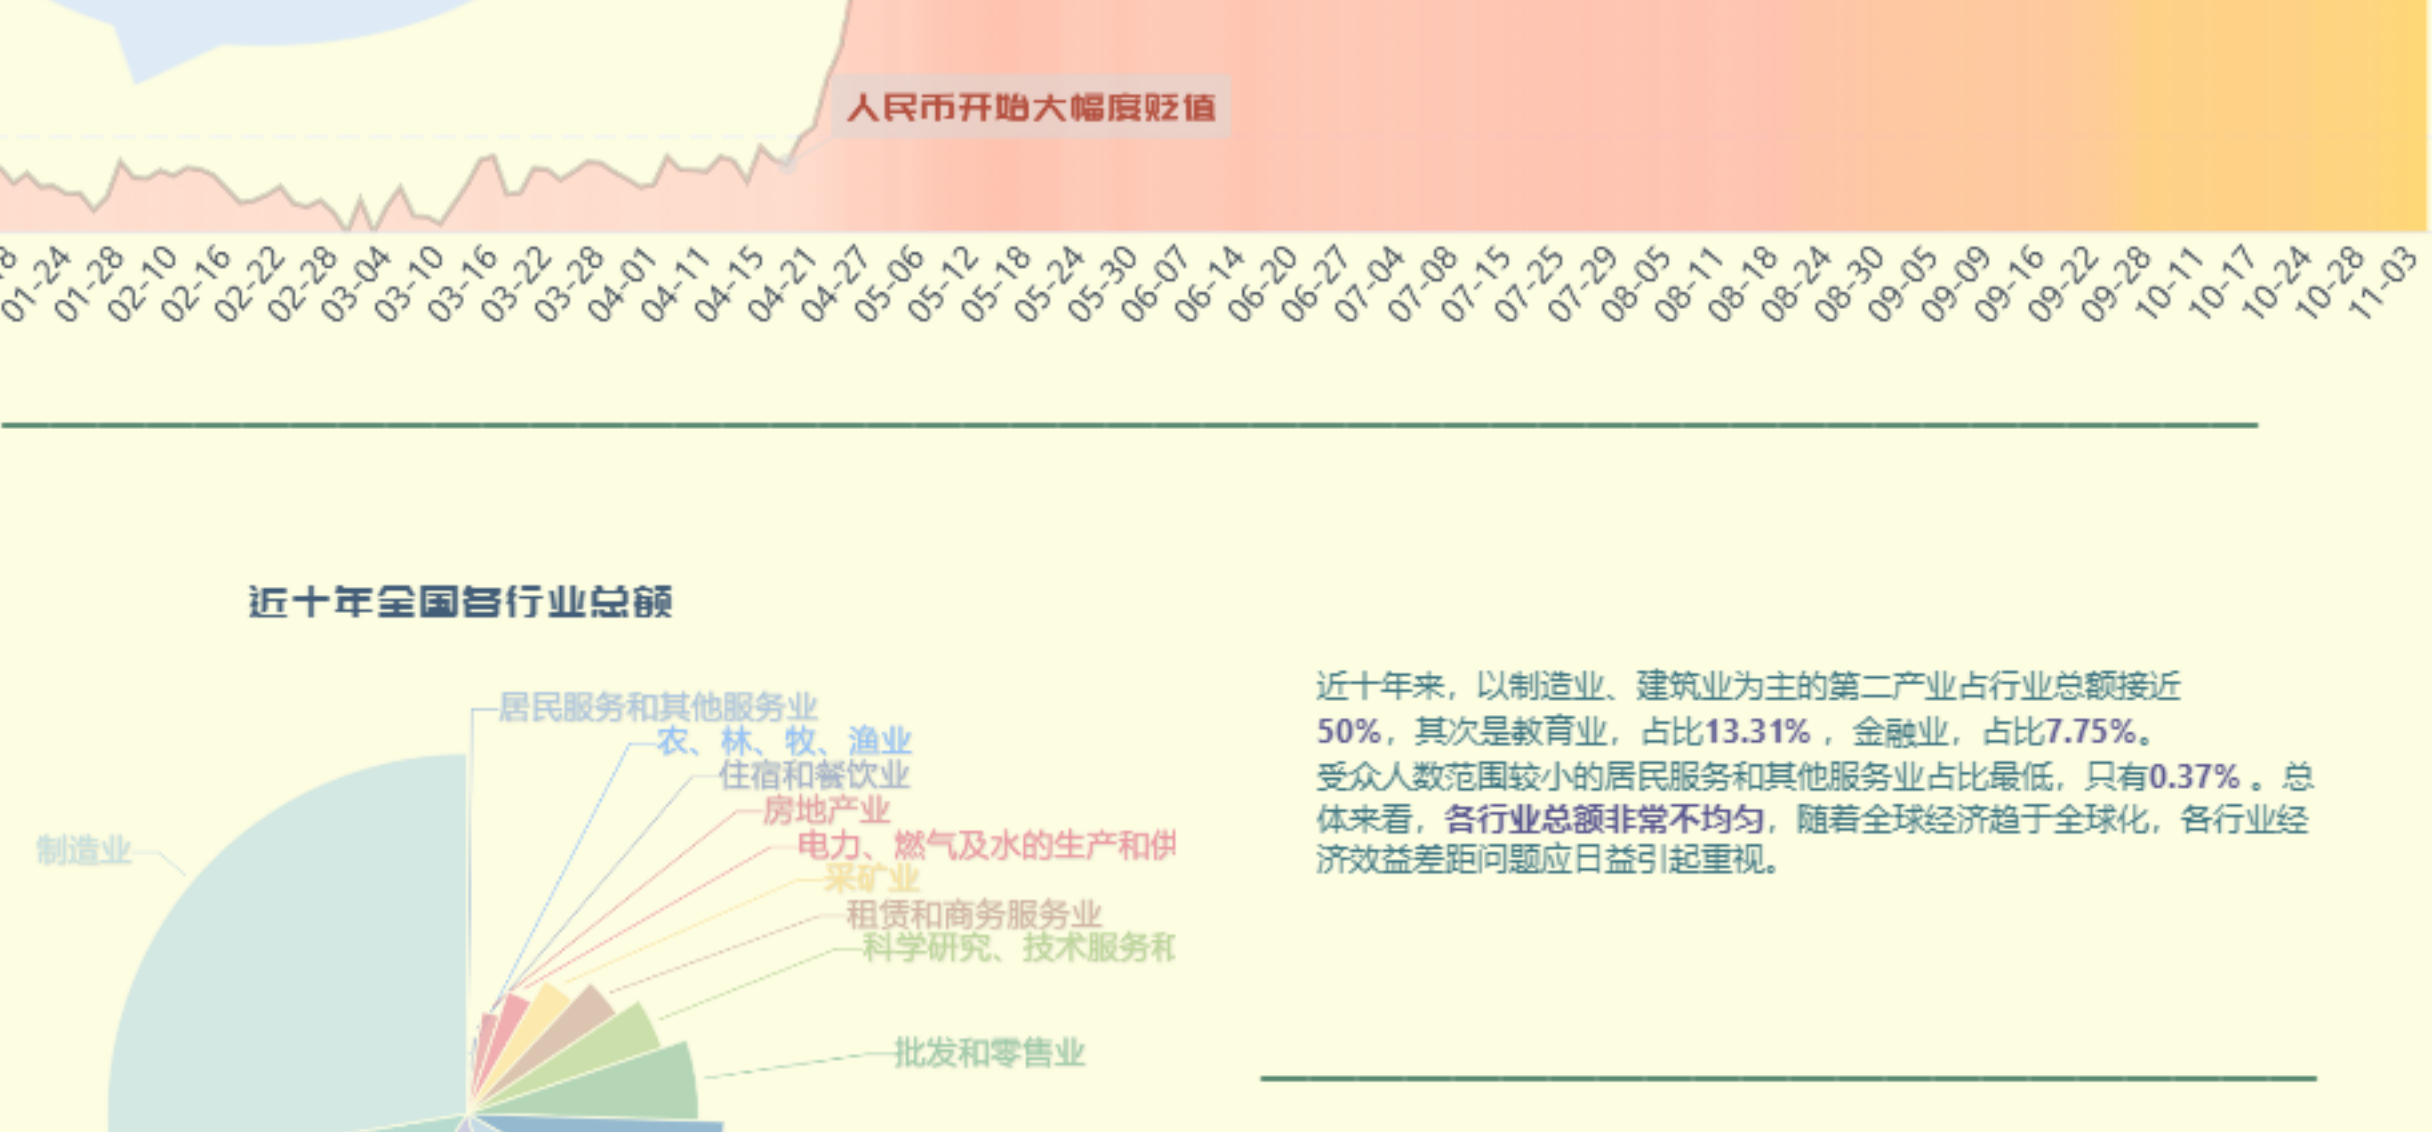 人民币开始大幅度贬值
01-24 01-28 02-10 02-16 02-22 02-28 03-04 03-10 03-16 03-22 03-28 04-01 04-11 04-15 04-21 04-27 05-06 05-12 05-18 05-24 05-30 06-07 06-14 06-20 06-27 07-04 07-08 07-15 07-25 07-29 08-05 08-11 08-18 08-24 08-30 09-05 09-09 09-16 09-22 09-28 10-11 10-17 10-24 10-28 11-03
近十年全国各行业总额
居民服务和其他服务业
农、林、牧、渔业
住宿和餐饮业
房地产业
电力、燃气及水的生产和供
制造业
采矿业
租赁和商务服务业
科学研究、技术服务和
批发和零售业
近十年来，以制造业、建筑业为主的第二产业占行业总额接近
50%，其次是教育业，占比13.31% ，金融业，占比7.75%。
受众人数范围较小的居民服务和其他服务业占比最低，只有0.37% 。总
体来看，各行业总额非常不均匀，随着全球经济趋于全球化，各行业经
济效益差距问题应日益引起重视。